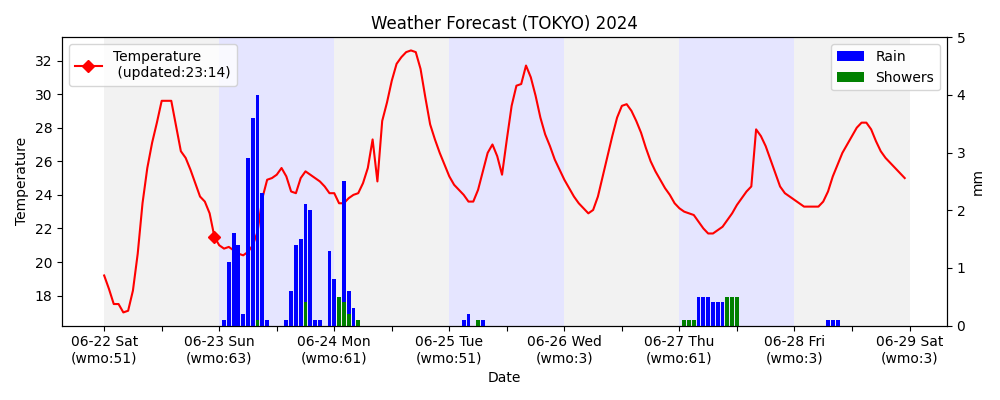 Weather Forecast (TOKYO) 2024
Temperature
(updated:23:14)
Rain
Showers
Temperature
32
30
28
26
24
22
20
18
5
4
3
2
1
0
mm
06-22 Sat
(wmo:51)
06-23 Sun
(wmo:63)
06-24 Mon
(wmo:61)
06-25 Tue
(wmo:51)
06-26 Wed
(wmo:3)
06-27 Thu
(wmo:61)
06-28 Fri
(wmo:3)
06-29 Sat
(wmo:3)
Date